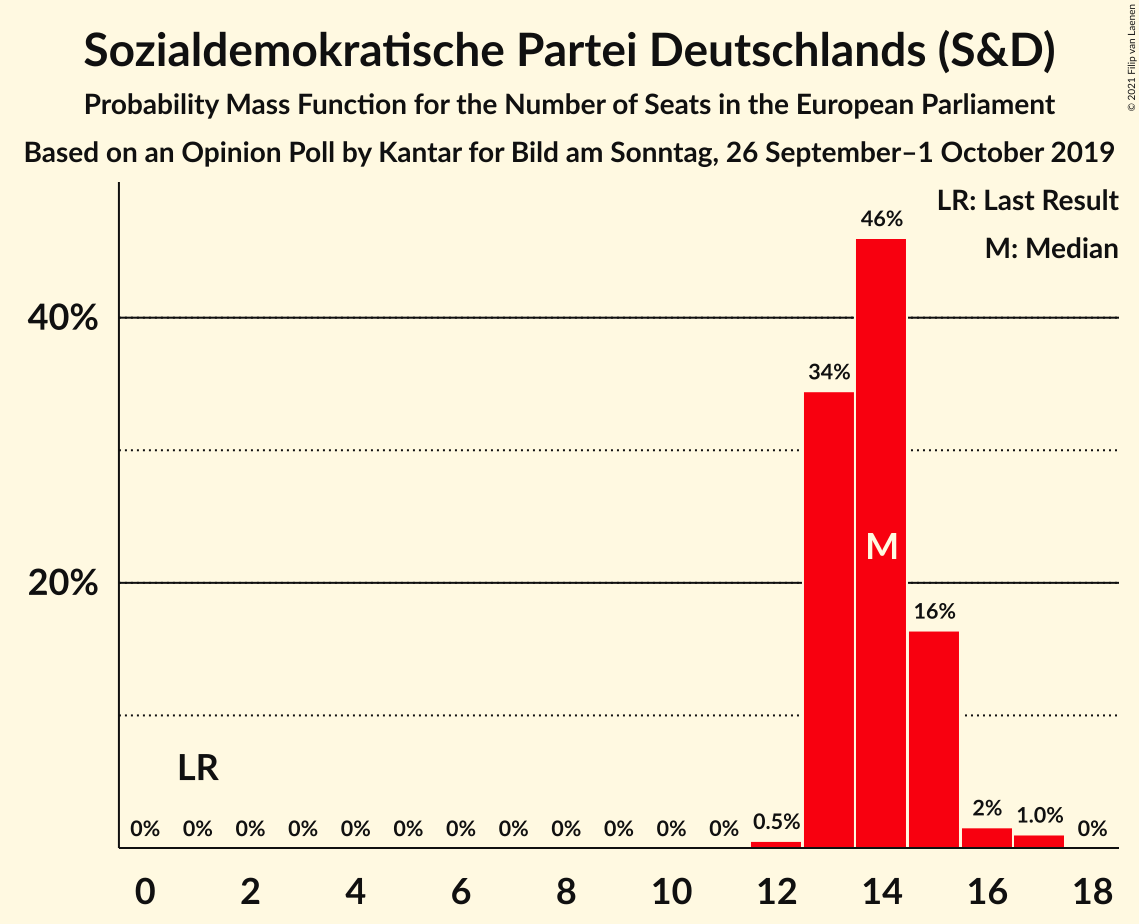 Sozialdemokratische Partei Deutschlands (S&D)
Probability Mass Function for the Number of Seats in the European Parliament
Based on an Opinion Poll by Kantar for Bild am Sonntag, 26 September–1 October 2019
© 2021 Filip van Laenen
LR: Last Result
M: Median
46%
40%
34%
M
20%
16%
LR
0% 0% 0% 0% 0% 0% 0% 0% 0% 0% 0% 0% 0.5% 2% 1.0% 0%
0 2 4 6 8 10 12 14 16 18